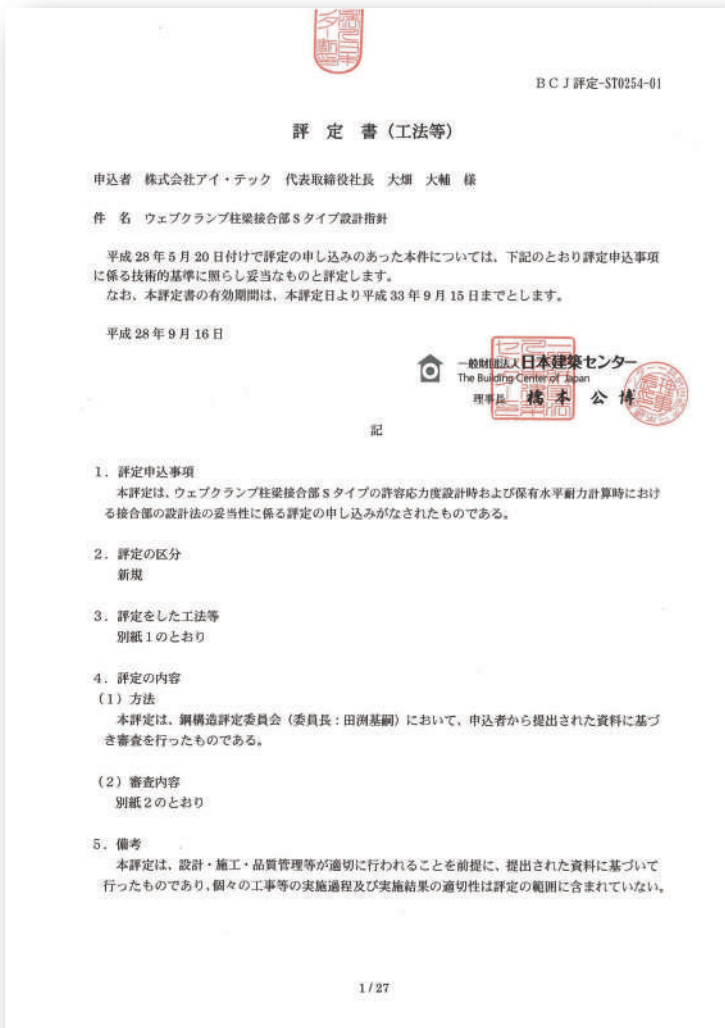 BCJ評定-ST0254-01
評 定 書（工法等）
申込者 株式会社アイ・テック 代表取締役社長 大畑 大輔 様
件 名 ウェブクランプ柱梁接合部Sタイプ設計指針
平成28年5月20日付けで評定の申し込みのあった本件については、下記のとおり評定申込事項
に係る技術的基準に照らし妥当なものと評定します。
なお、本評定書の有効期間は、本評定日より平成33年9月15日までとします。
平成28年9月16日
一般財団法人日本建築センター
The Building Center of Japan
理事長 橋本 公博
記
1．評定申込事項
本評定は、ウェブクランプ柱梁接合部Sタイプの許容応力度設計時および保有水平耐力計算時におけ
る接合部の設計法の妥当性に係る評定の申し込みがなされたものである。
2．評定の区分
新規
3．評定をした工法等
別紙1のとおり
4．評定の内容
（1）方法
本評定は、鋼構造評定委員会（委員長：田渕基嗣）において、申込者から提出された資料に基づ
き審査を行ったものである。
（2）審査内容
別紙2のとおり
5．備考
本評定は、設計・施工・品質管理等が適切に行われることを前提に、提出された資料に基づいて
行ったものであり、個々の工事等の実施過程及び実施結果の適切性は評定の範囲に含まれていない。
1/27